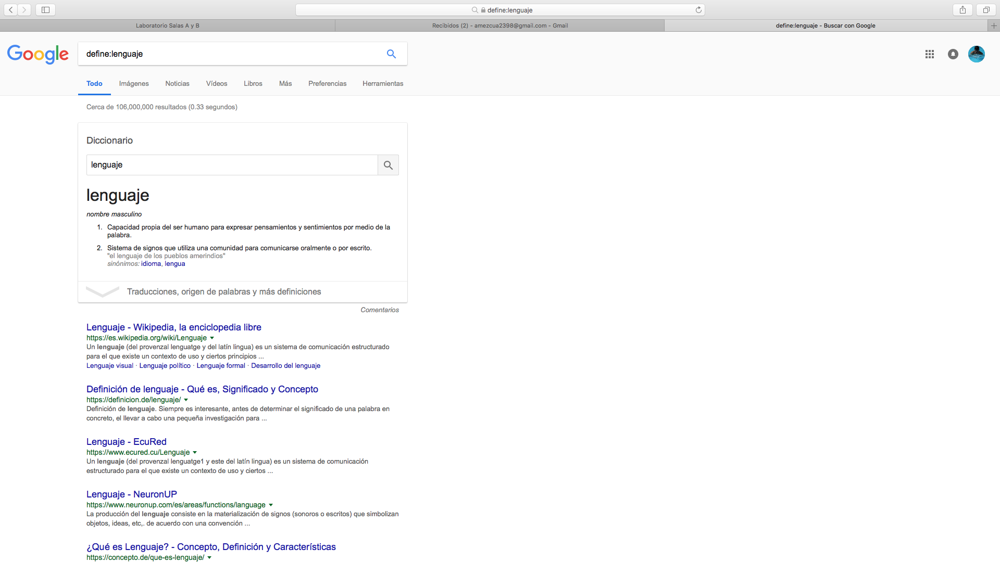 define:lenguaje
Laboratorio Salas A y B
Recibidos (2) - amezcua2398@gmail.com - Gmail
define:lenguaje - Buscar con Google
Google
define:lenguaje
Todo Imágenes Noticias Vídeos Libros Más Preferencias Herramientas
Cerca de 106,000,000 resultados (0.33 segundos)
Diccionario
lenguaje
lenguaje
nombre masculino
1. Capacidad propia del ser humano para expresar pensamientos y sentimientos por medio de la
palabra.
2. Sistema de signos que utiliza una comunidad para comunicarse oralmente o por escrito.
"el lenguaje de los pueblos amerindios"
sinónimos: idioma, lengua
Traducciones, origen de palabras y más definiciones
Comentarios
Lenguaje - Wikipedia, la enciclopedia libre
https://es.wikipedia.org/wiki/Lenguaje
Un lenguaje (del provenzal lenguatge y del latín lingua) es un sistema de comunicación estructurado
para el que existe un contexto de uso y ciertos principios ...
Lenguaje visual · Lenguaje político · Lenguaje formal · Desarrollo del lenguaje
Definición de lenguaje - Qué es, Significado y Concepto
https://definicion.de/lenguaje/
Definición de lenguaje. Siempre es interesante, antes de determinar el significado de una palabra en
concreto, el llevar a cabo una pequeña investigación para ...
Lenguaje - EcuRed
https://www.ecured.cu/Lenguaje
Un lenguaje (del provenzal lenguatge1 y este del latín lingua) es un sistema de comunicación
estructurado para el que existe un contexto de uso y ciertos ...
Lenguaje - NeuronUP
https://www.neuronup.com/es/areas/functions/language
La producción del lenguaje consiste en la materialización de signos (sonoros o escritos) que simbolizan
objetos, ideas, etc,. de acuerdo con una convención ...
¿Qué es Lenguaje? - Concepto, Definición y Características
https://concepto.de/que-es-lenguaje/